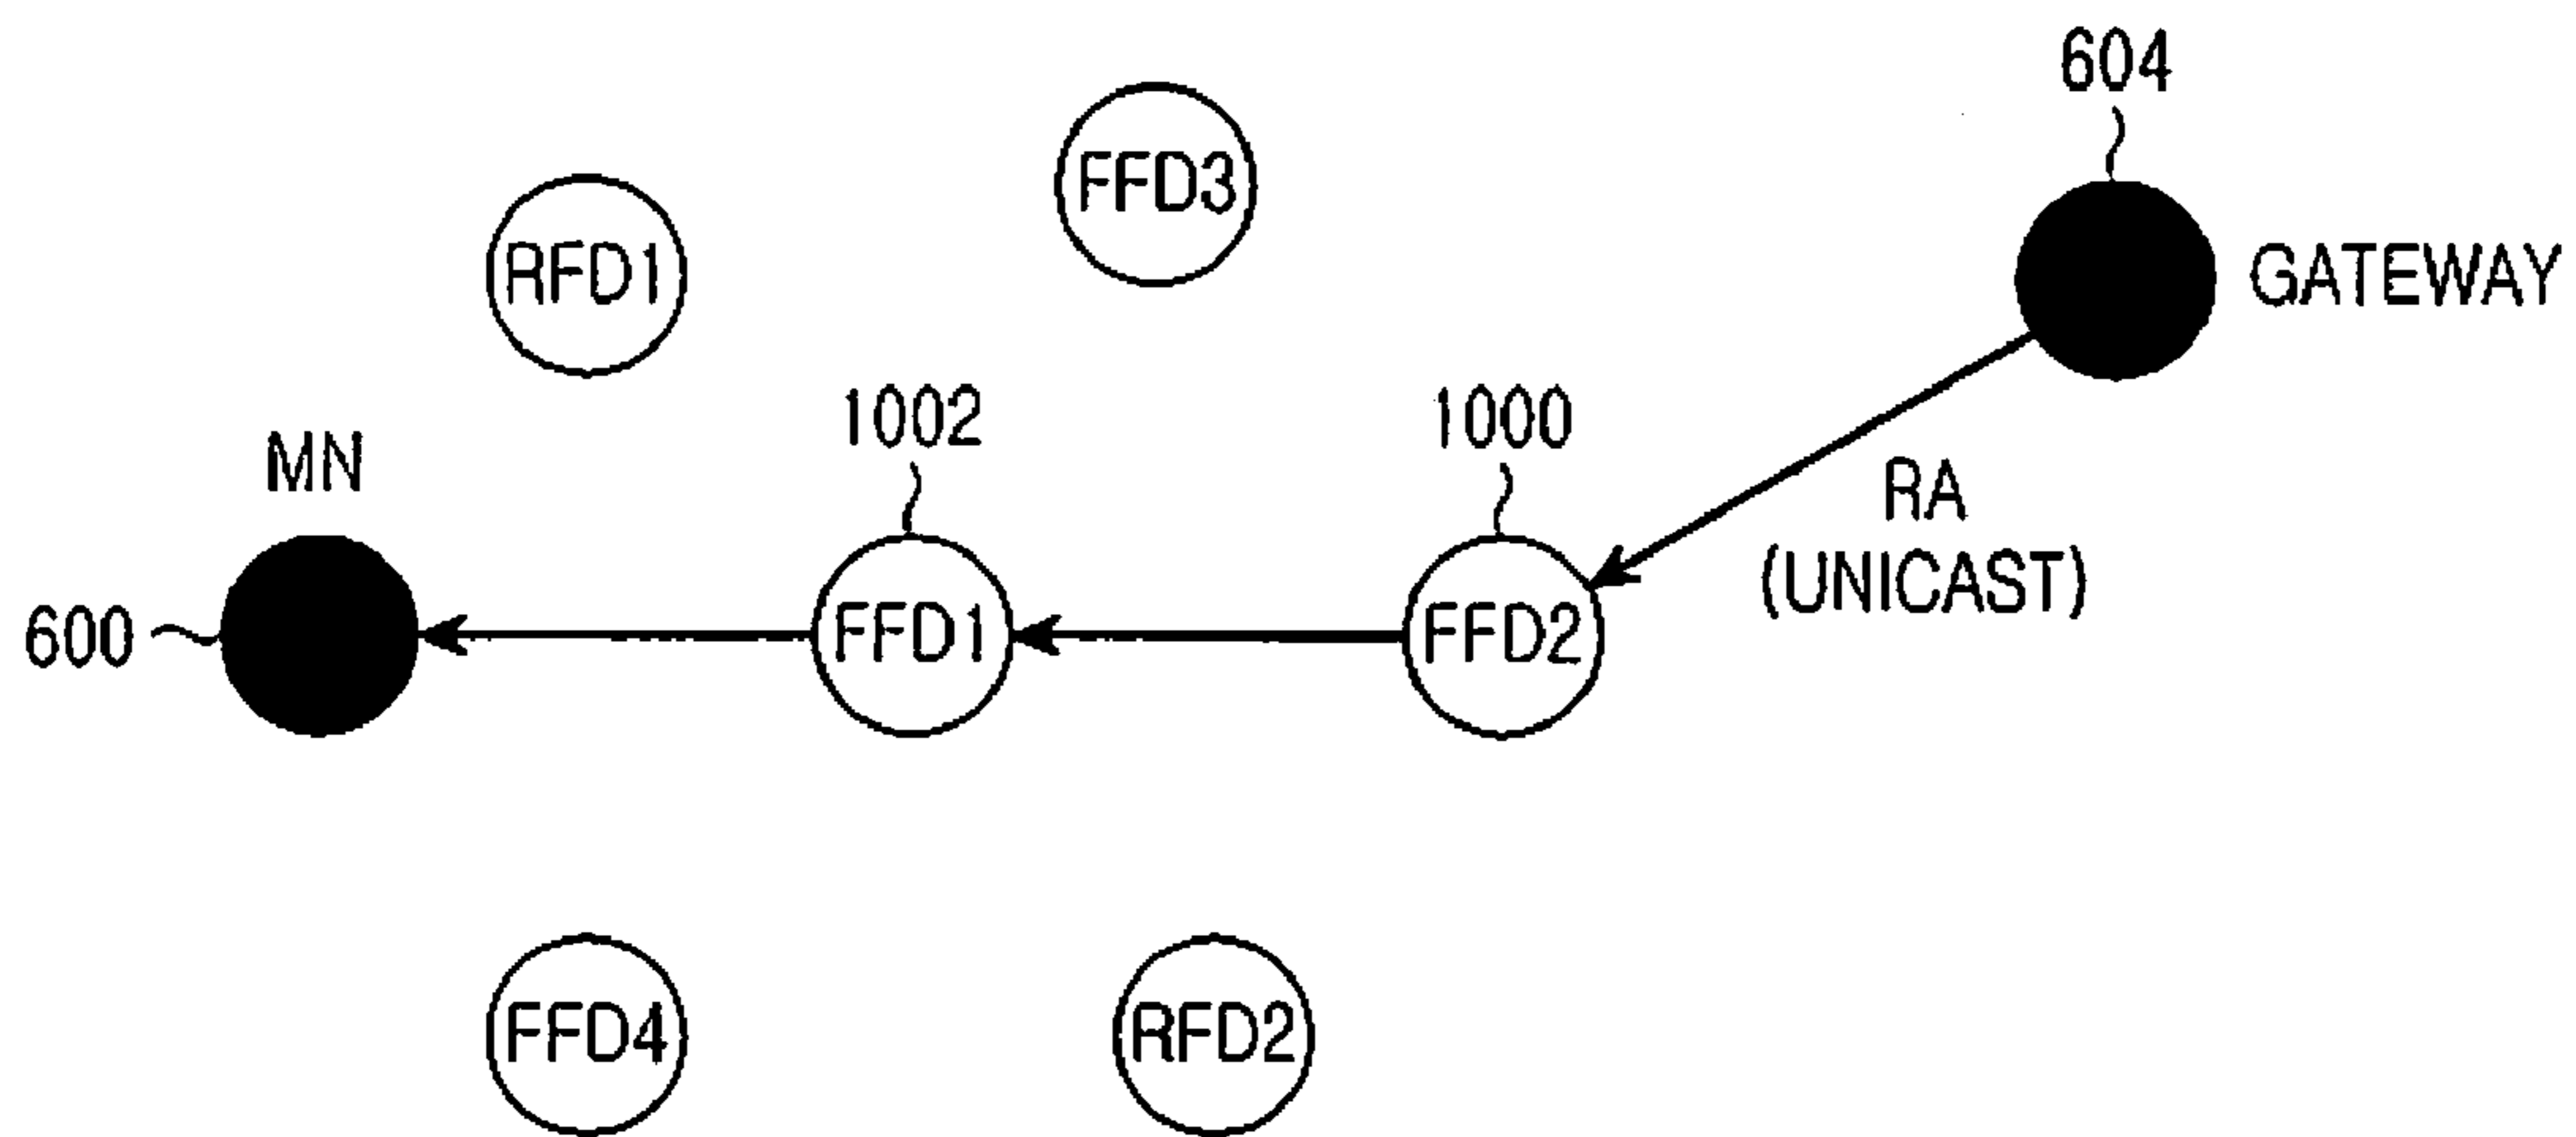 604
FFD3
RFD1
GATEWAY
1002
1000
MN
RA
(UNICAST)
600
FFD1
FFD2
FFD4
RFD2